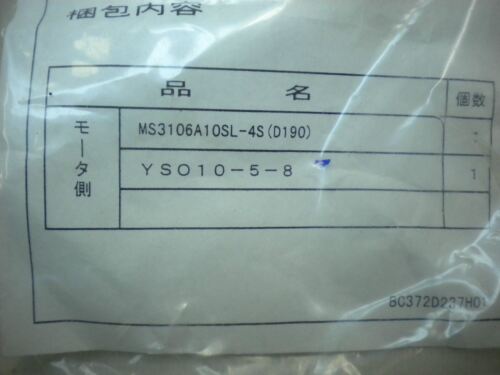 梱包内容
品 名 個数
モータ側
MS3106A10SL-4S(D190) 1
YSO10-5-8 1
BC372D237H01